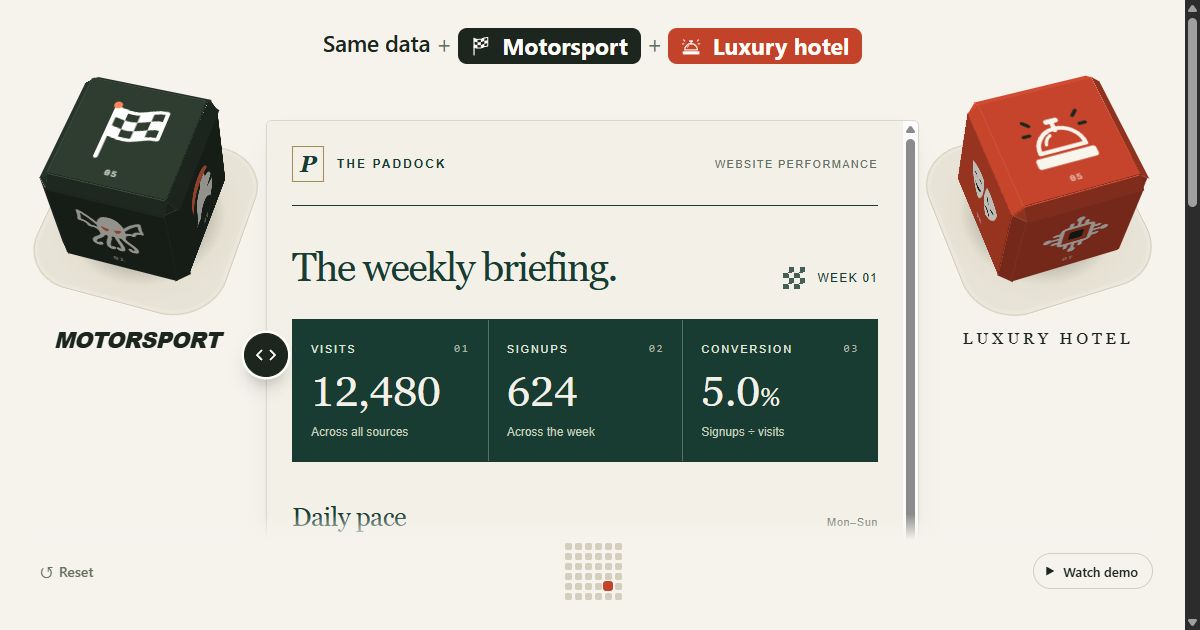 Same data + Motorsport + Luxury hotel
05
05
P THE PADDOCK
WEBSITE PERFORMANCE
The weekly briefing.
WEEK 01
MOTORSPORT
LUXURY HOTEL
VISITS 01
12,480
Across all sources
SIGNUPS 02
624
Across the week
CONVERSION 03
5.0%
Signups ÷ visits
Daily pace
Mon–Sun
Reset
Watch demo